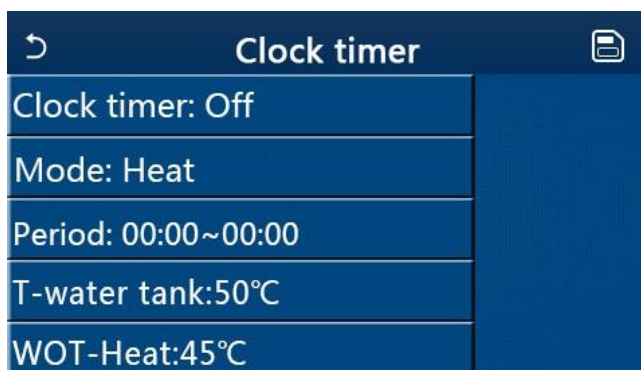 Clock timer
Clock timer: Off
Mode: Heat
Period: 00:00~00:00
T-water tank:50℃
WOT-Heat:45℃